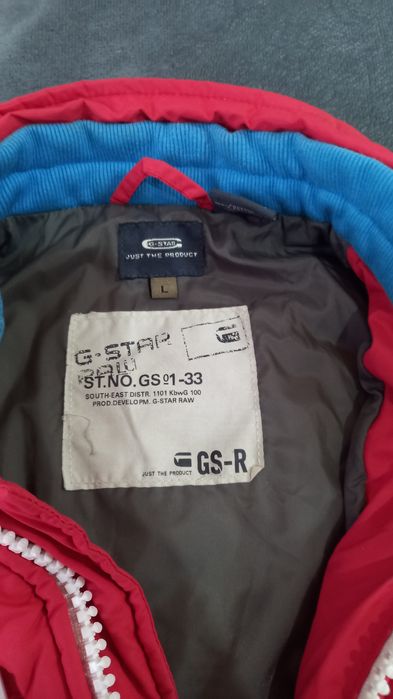 G-STAR
JUST THE PRODUCT
L
G-STAR
RAW
ST.NO.GS01-33
SOUTH-EAST DISTR. 1101 KbwG 100
PROD.DEVELOPM. G-STAR RAW
JUST THE PRODUCT
GS-R